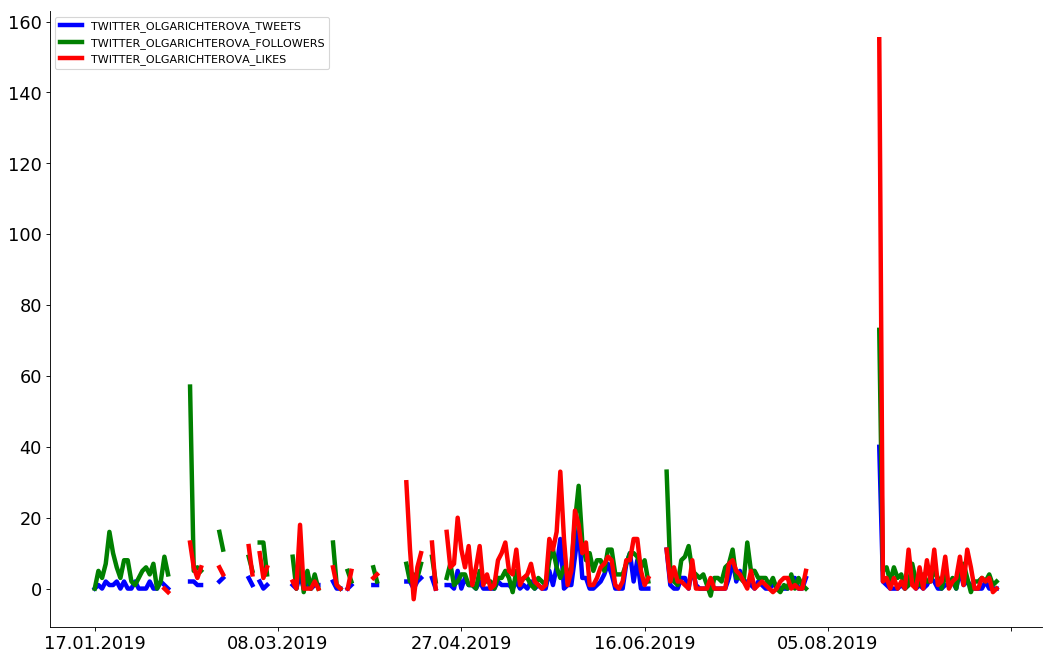 160
TWITTER_OLGARICHTEROVA_TWEETS
TWITTER_OLGARICHTEROVA_FOLLOWERS
TWITTER_OLGARICHTEROVA_LIKES
140
120
100
80
60
40
20
0
17.01.2019 08.03.2019 27.04.2019 16.06.2019 05.08.2019